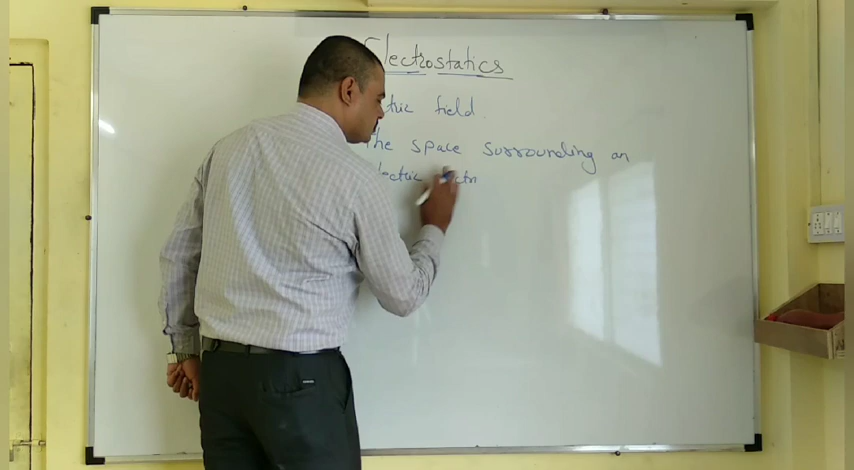 Electrostatics
tric field.
The space surrounding an
lectric